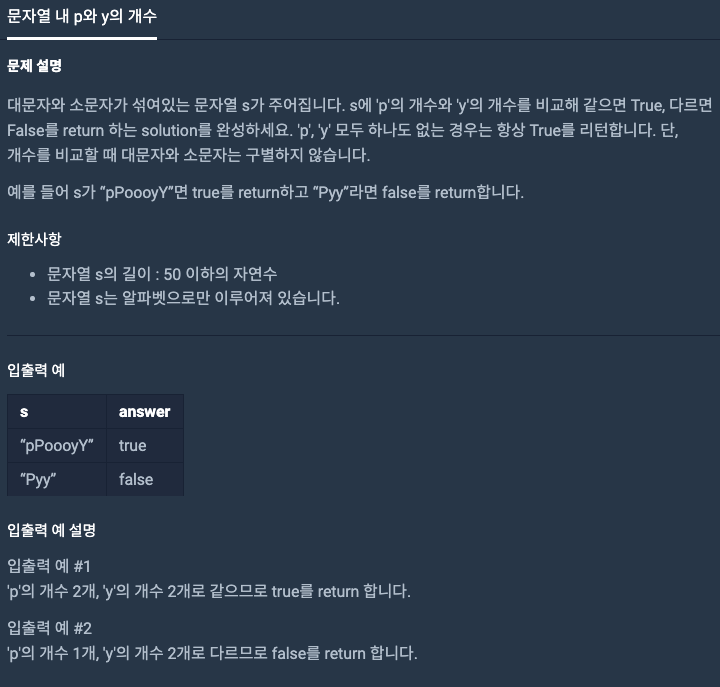 문자열 내 p와 y의 개수
문제 설명
대문자와 소문자가 섞여있는 문자열 s가 주어집니다. s에 'p'의 개수와 'y'의 개수를 비교해 같으면 True, 다르면
False를 return 하는 solution를 완성하세요. 'p', 'y' 모두 하나도 없는 경우는 항상 True를 리턴합니다. 단,
개수를 비교할 때 대문자와 소문자는 구별하지 않습니다.
예를 들어 s가 “pPoooyY”면 true를 return하고 “Pyy”라면 false를 return합니다.
제한사항
• 문자열 s의 길이 : 50 이하의 자연수
• 문자열 s는 알파벳으로만 이루어져 있습니다.
입출력 예
s answer
“pPoooyY” true
“Pyy” false
입출력 예 설명
입출력 예 #1
'p'의 개수 2개, 'y'의 개수 2개로 같으므로 true를 return 합니다.
입출력 예 #2
'p'의 개수 1개, 'y'의 개수 2개로 다르므로 false를 return 합니다.